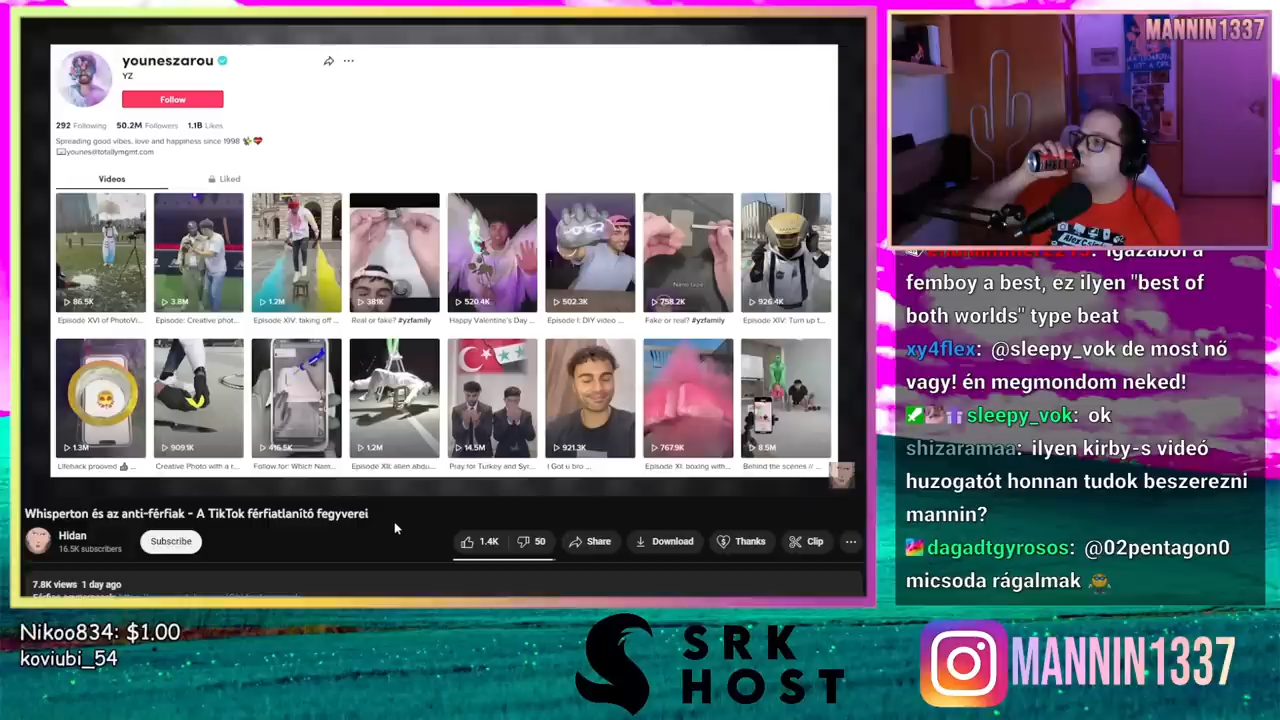 youneszarou
YZ
Follow
292 Following 50.2M Followers 1.1B Likes
Spreading good vibes, love and happiness since 1998
younes@totallymgmt.com
Videos
Liked
86.5K
3.8M
1.2M
381K
520.4K
502.3K
758.2K
926.4K
Episode XVI of PhotoVi...
Episode: Creative phot...
Episode XIV: taking off ...
Real or fake? #yzfamily
Happy Valentine's Day ...
Episode I: DIY video ...
Fake or real? #yzfamily
Episode XIV: Turn up t...
1.3M
909.1K
416.5K
1.2M
14.5M
921.3K
767.9K
8.5M
Lifehack prooved
Creative Photo with a r...
Follow for: Which Nam...
Episode XII: alien abdu...
Pray for Turkey and Syr...
I Got u bro ...
Episode XI: boxing with...
Behind the scenes // ...
Whisperton és az anti-férfiak - A TikTok férfiatlanító fegyverei
Hidan
16.5K subscribers
Subscribe
1.4K
50
Share
Download
Thanks
Clip
7.8K views 1 day ago
MANNIN1337
igazából a
femboy a best, ez ilyen "best of
both worlds" type beat
xy4flex: @sleepy_vok de most nő
vagy! én megmondom neked!
sleepy_vok: ok
shizaramaa: ilyen kirby-s videó
huzogatót honnan tudok beszerezni
mannin?
dagadtgyrosos: @02pentagon0
micsoda rágalmak
Nikoo834: $1.00
koviubi_54
SRK
HOST
MANNIN1337